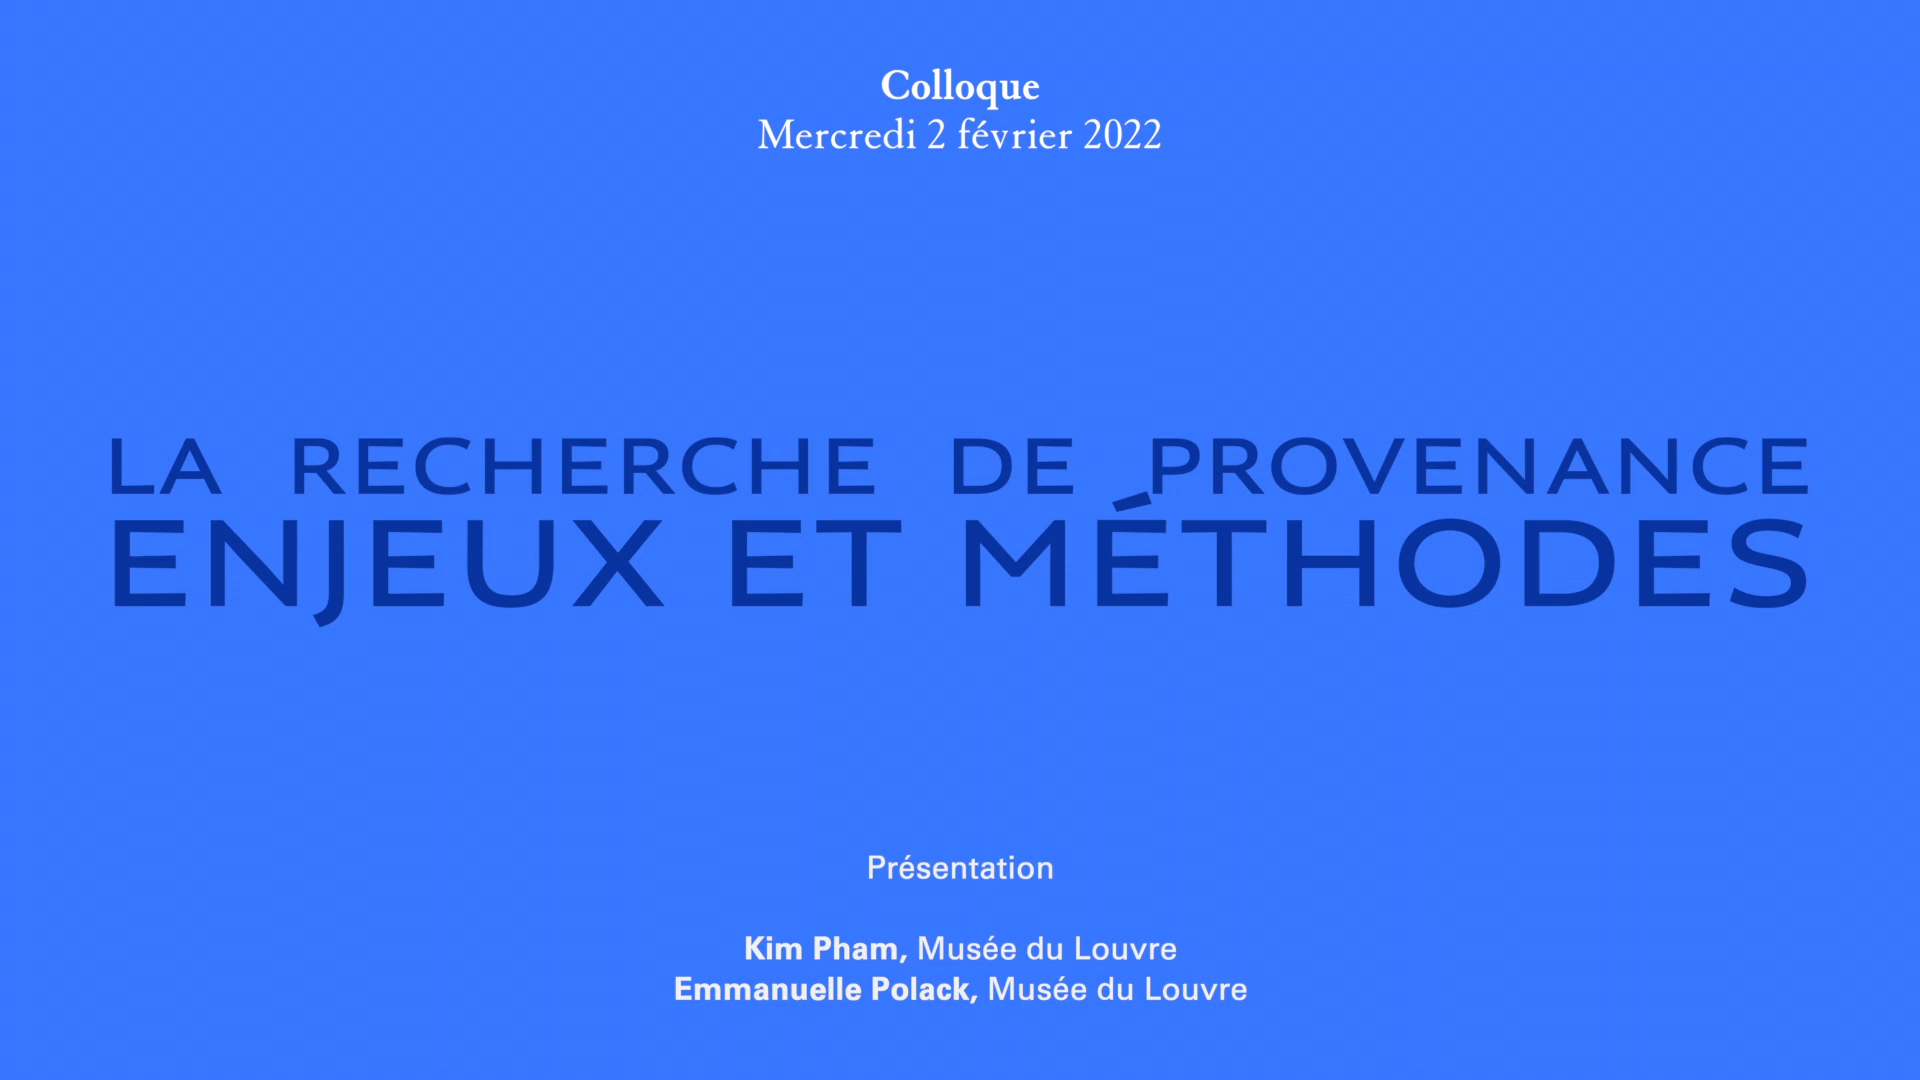 Colloque
Mercredi 2 février 2022
LA RECHERCHE DE PROVENANCE
ENJEUX ET MÉTHODES
Présentation
Kim Pham, Musée du Louvre
Emmanuelle Polack, Musée du Louvre